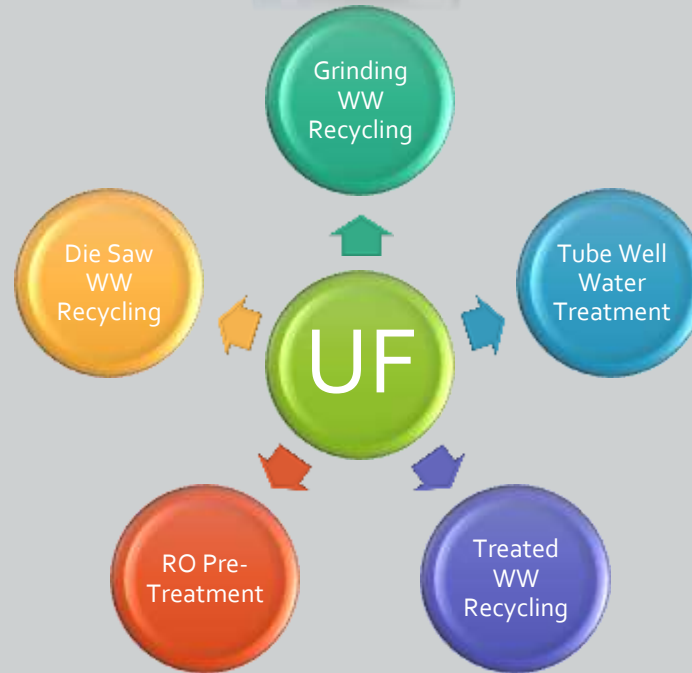 Grinding
WW
Recycling
Die Saw
WW
Recycling
Tube Well
Water
Treatment
UF
RO Pre-
Treatment
Treated
WW
Recycling